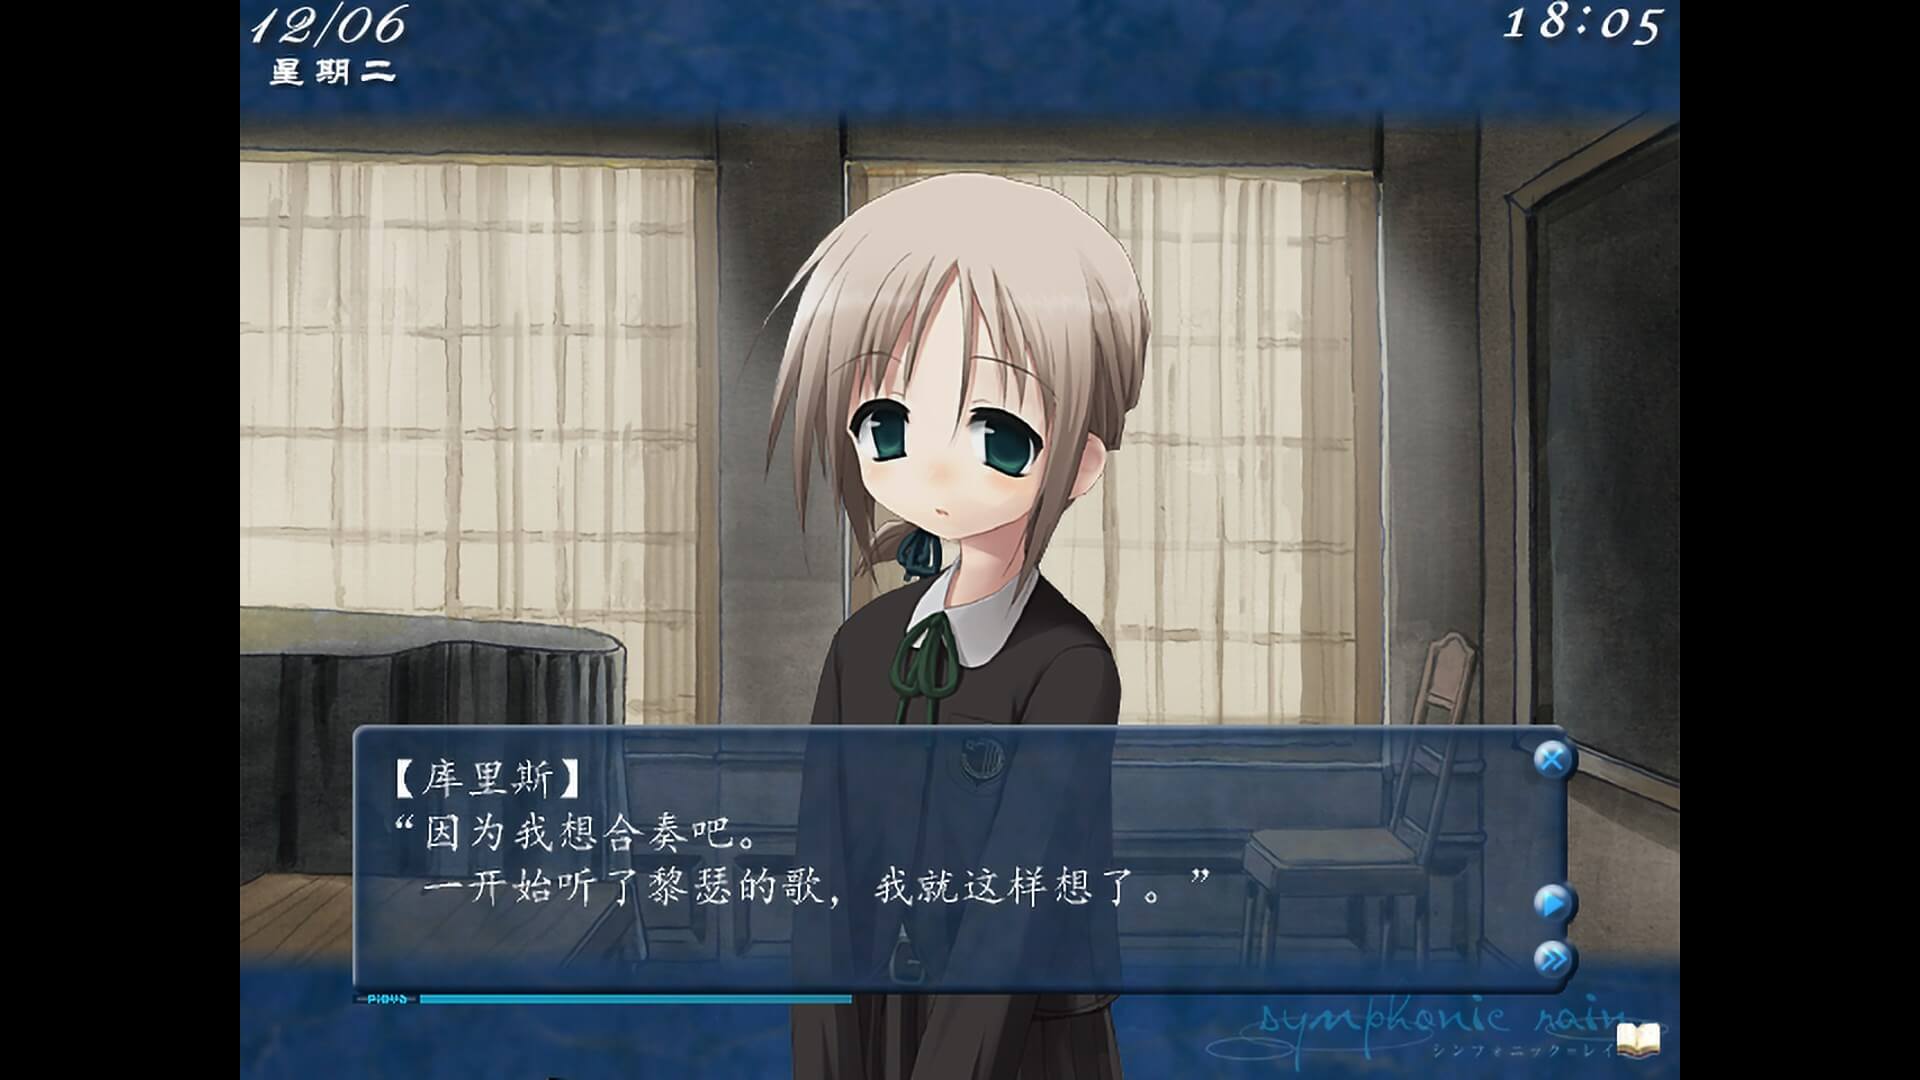 12/06
18:05
星期二
【库里斯】
“因为我想合奏吧。
一开始听了黎瑟的歌，我就这样想了。”
PIOVS
symphonic rain
シンフォニック=レイ